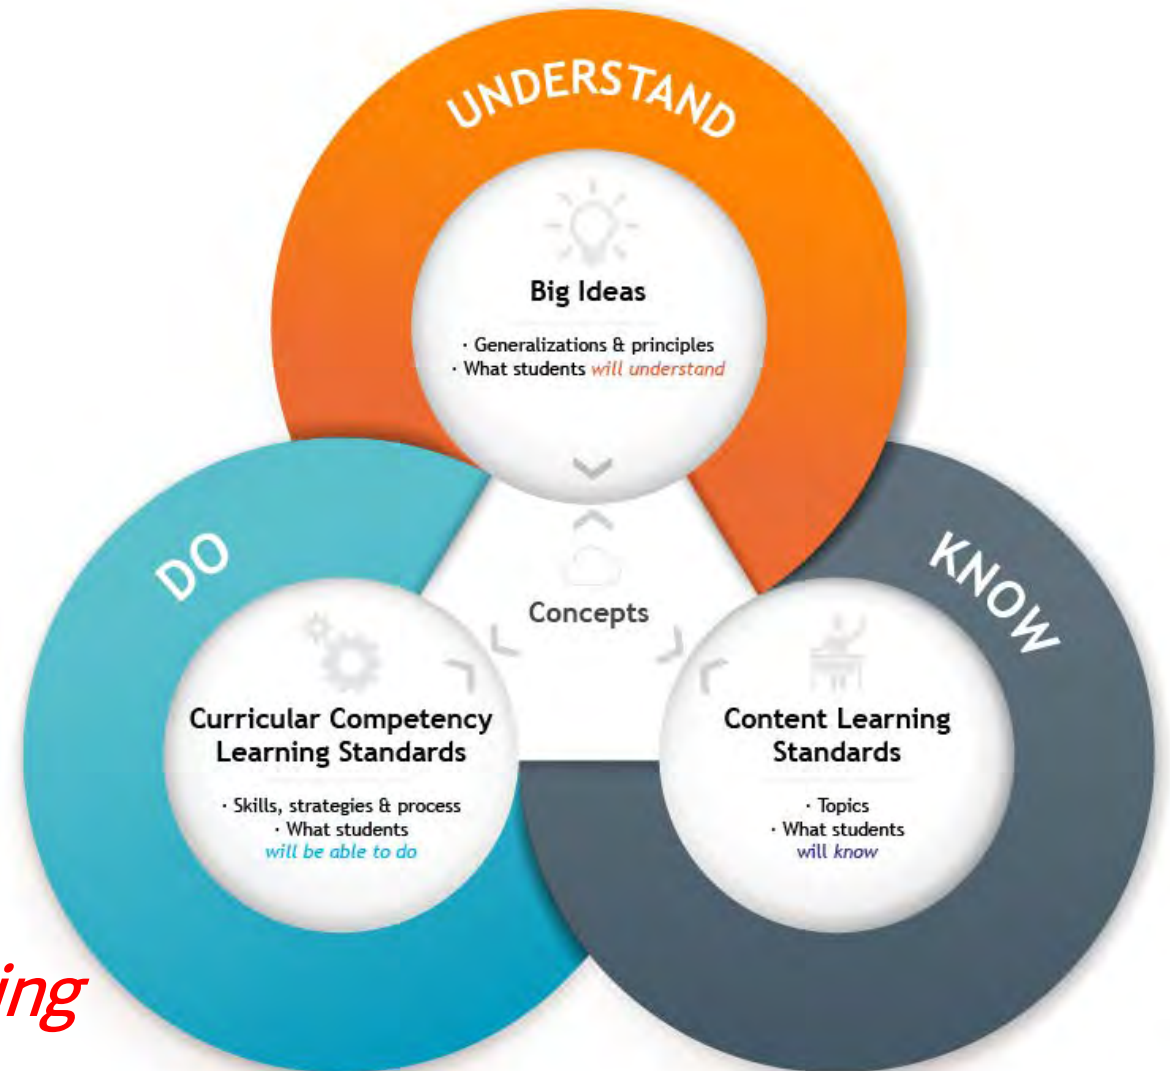 UNDERSTAND
Big Ideas
· Generalizations & principles
· What students will understand
DO
KNOW
Concepts
Curricular Competency
Learning Standards
· Skills, strategies & process
· What students
will be able to do
Content Learning
Standards
· Topics
· What students
will know
ing